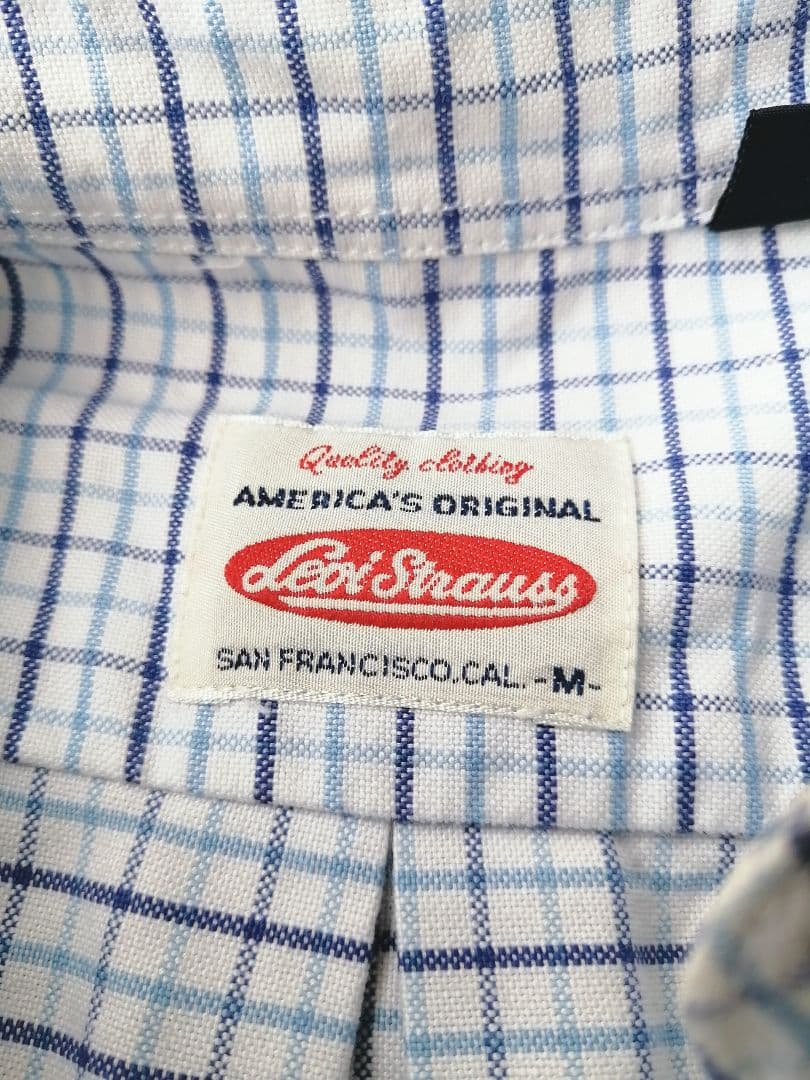 Quality clothing
AMERICA'S ORIGINAL
Levi Strauss
SAN FRANCISCO.CAL. -M-